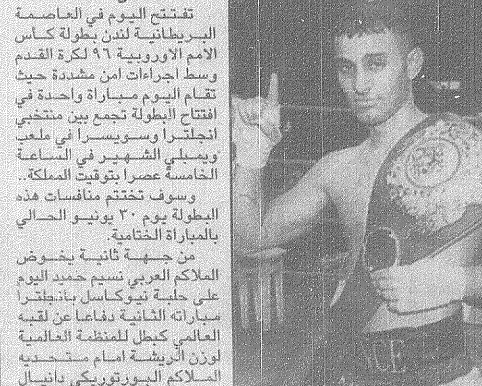 تفتتح اليوم في العاصمة
البريطانية لندن بطولة كأس
الأمم الاوروبية ٩٦ لكرة القدم
وسط اجراءات امن مشددة حيث
تقام اليوم مباراة واحدة في
افتتاح البطولة تجمع بين منتخبي
انجلترا وسويسرا في ملعب
ويمبلي الشهير في الساعة
الخامسة عصرا بتوقيت المملكة..
وسوف تختتم منافسات هذه
البطولة يوم ٣٠ يونيو الحالي
بالمباراة الختامية.
من جهة ثانية يخوض
الملاكم العربي نسيم حميد اليوم
على حلبة نيوكاسل بانجلترا
مباراته الثانية دفاعا عن لقبه
العالمي كبطل للمنظمة العالمية
لوزن الريشة امام متحديه
الملاكم البورتوريكي دانيال
NCE